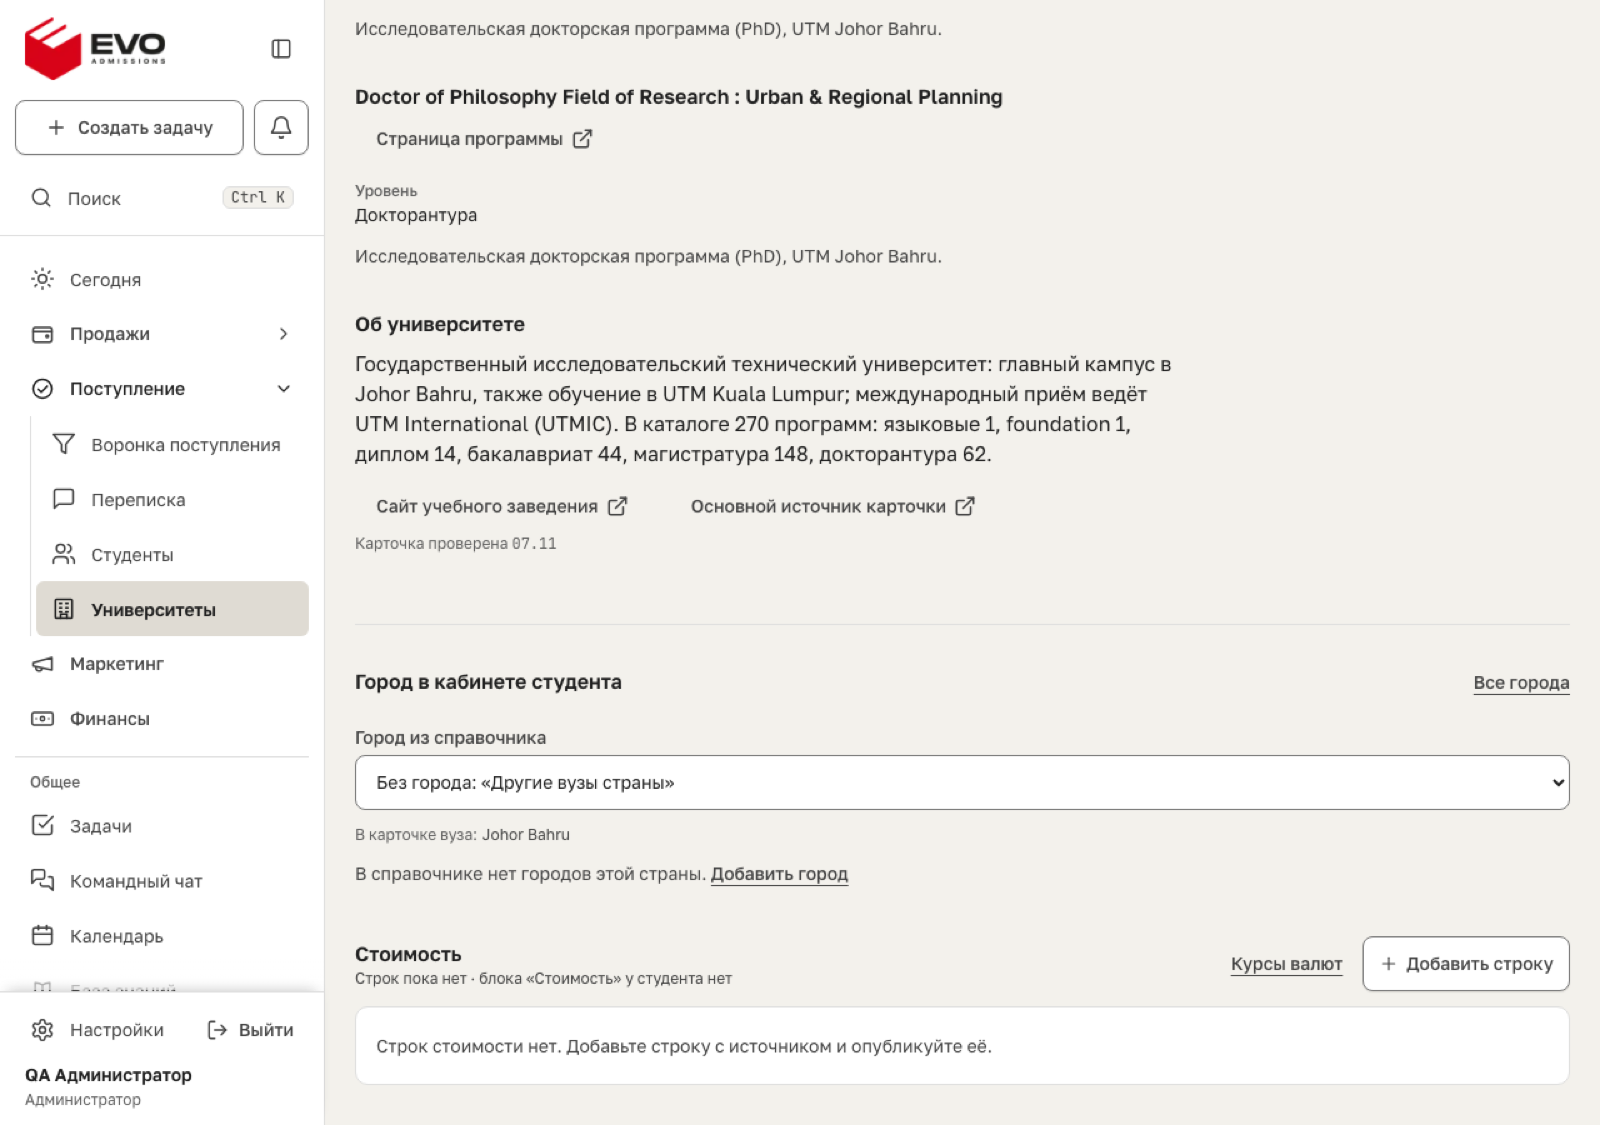 EVO
ADMISSIONS
Создать задачу
Поиск
Ctrl K
Сегодня
Продажи
Поступление
Воронка поступления
Переписка
Студенты
Университеты
Маркетинг
Финансы
Общее
Задачи
Командный чат
Календарь
Настройки
Выйти
QA Администратор
Администратор
Исследовательская докторская программа (PhD), UTM Johor Bahru.
Doctor of Philosophy Field of Research : Urban & Regional Planning
Страница программы
Уровень
Докторантура
Исследовательская докторская программа (PhD), UTM Johor Bahru.
Об университете
Государственный исследовательский технический университет: главный кампус в
Johor Bahru, также обучение в UTM Kuala Lumpur; международный приём ведёт
UTM International (UTMIC). В каталоге 270 программ: языковые 1, foundation 1,
диплом 14, бакалавриат 44, магистратура 148, докторантура 62.
Сайт учебного заведения
Основной источник карточки
Карточка проверена 07.11
Город в кабинете студента
Все города
Город из справочника
Без города: «Другие вузы страны»
В карточке вуза: Johor Bahru
В справочнике нет городов этой страны. Добавить город
Стоимость
Строк пока нет · блока «Стоимость» у студента нет
Курсы валют
Добавить строку
Строк стоимости нет. Добавьте строку с источником и опубликуйте её.